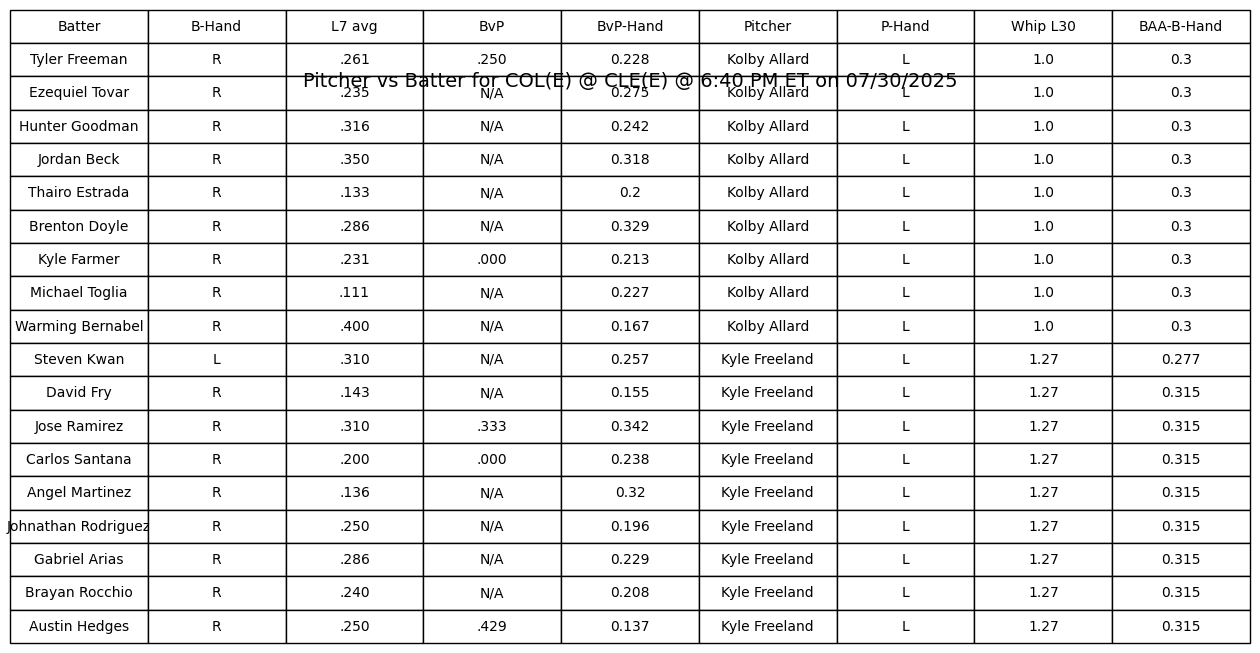 Batter B-Hand L7 avg BvP BvP-Hand Pitcher P-Hand Whip L30 BAA-B-Hand
Tyler Freeman R .261 .250 0.228 Kolby Allard L 1.0 0.3
Pitcher vs Batter for COL(E) @ CLE(E) @ 6:40 PM ET on 07/30/2025
Ezequiel Tovar R .235 N/A 0.275 Kolby Allard L 1.0 0.3
Hunter Goodman R .316 N/A 0.242 Kolby Allard L 1.0 0.3
Jordan Beck R .350 N/A 0.318 Kolby Allard L 1.0 0.3
Thairo Estrada R .133 N/A 0.2 Kolby Allard L 1.0 0.3
Brenton Doyle R .286 N/A 0.329 Kolby Allard L 1.0 0.3
Kyle Farmer R .231 .000 0.213 Kolby Allard L 1.0 0.3
Michael Toglia R .111 N/A 0.227 Kolby Allard L 1.0 0.3
Warming Bernabel R .400 N/A 0.167 Kolby Allard L 1.0 0.3
Steven Kwan L .310 N/A 0.257 Kyle Freeland L 1.27 0.277
David Fry R .143 N/A 0.155 Kyle Freeland L 1.27 0.315
Jose Ramirez R .310 .333 0.342 Kyle Freeland L 1.27 0.315
Carlos Santana R .200 .000 0.238 Kyle Freeland L 1.27 0.315
Angel Martinez R .136 N/A 0.32 Kyle Freeland L 1.27 0.315
Johnathan Rodriguez R .250 N/A 0.196 Kyle Freeland L 1.27 0.315
Gabriel Arias R .286 N/A 0.229 Kyle Freeland L 1.27 0.315
Brayan Rocchio R .240 N/A 0.208 Kyle Freeland L 1.27 0.315
Austin Hedges R .250 .429 0.137 Kyle Freeland L 1.27 0.315